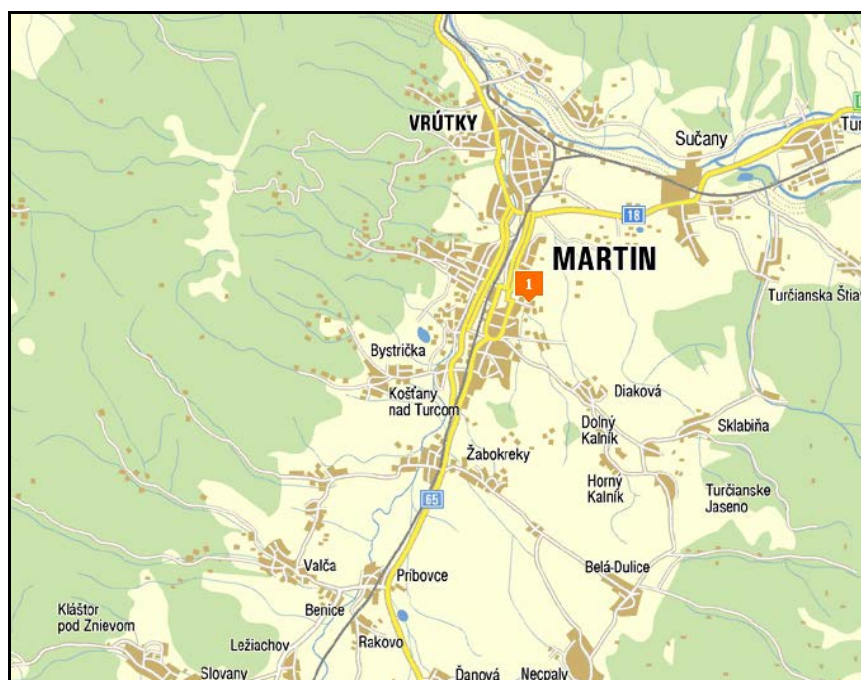 VRÚTKY
Sučany
Tur
18
MARTIN
1
Turčianska Štiav
Bystrička
Košťany
nad Turcom
Diaková
Dolný
Kalník
Sklabiňa
Žabokreky
Horný
Kalník
Turčianske
Jaseno
65
Valča
Príbovce
Belá-Dulice
Benice
Kláštor
pod Znievom
Ležiachov
Rakovo
Slovany
Ďanová
Necpaly